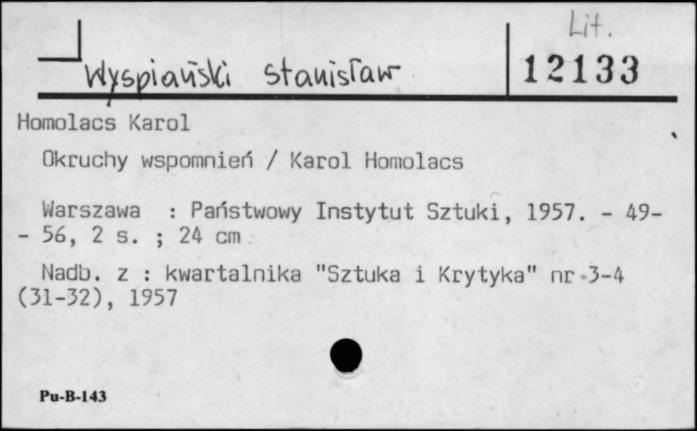 Lit.
Wyspiański Stanisław
12133
Homolacs Karol
Okruchy wspomnień / Karol Homolacs
Warszawa : Państwowy Instytut Sztuki, 1957. - 49-
- 56, 2 s. ; 24 cm
Nadb. z : kwartalnika "Sztuka i Krytyka" nr 3-4
(31-32), 1957
Pu-B-143